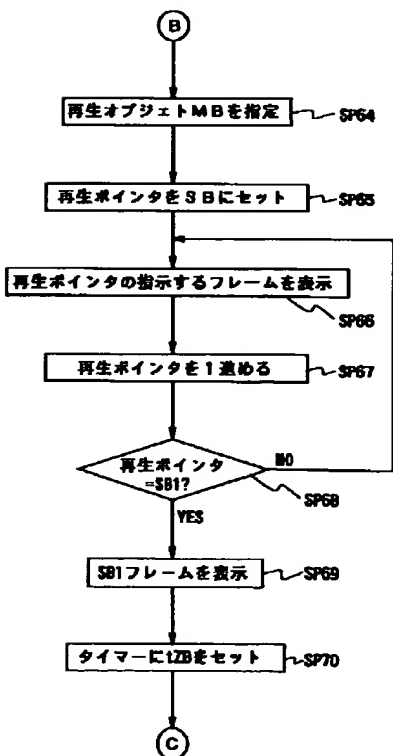 B
再生オブジェトMBを指定
SP64
再生ポインタをSBにセット
SP65
再生ポインタの指示するフレームを表示
SP66
再生ポインタを1進める
SP67
再生ポインタ
=SB1?
NO
SP68
YES
SB1フレームを表示
SP69
タイマーにtZBをセット
SP70
C